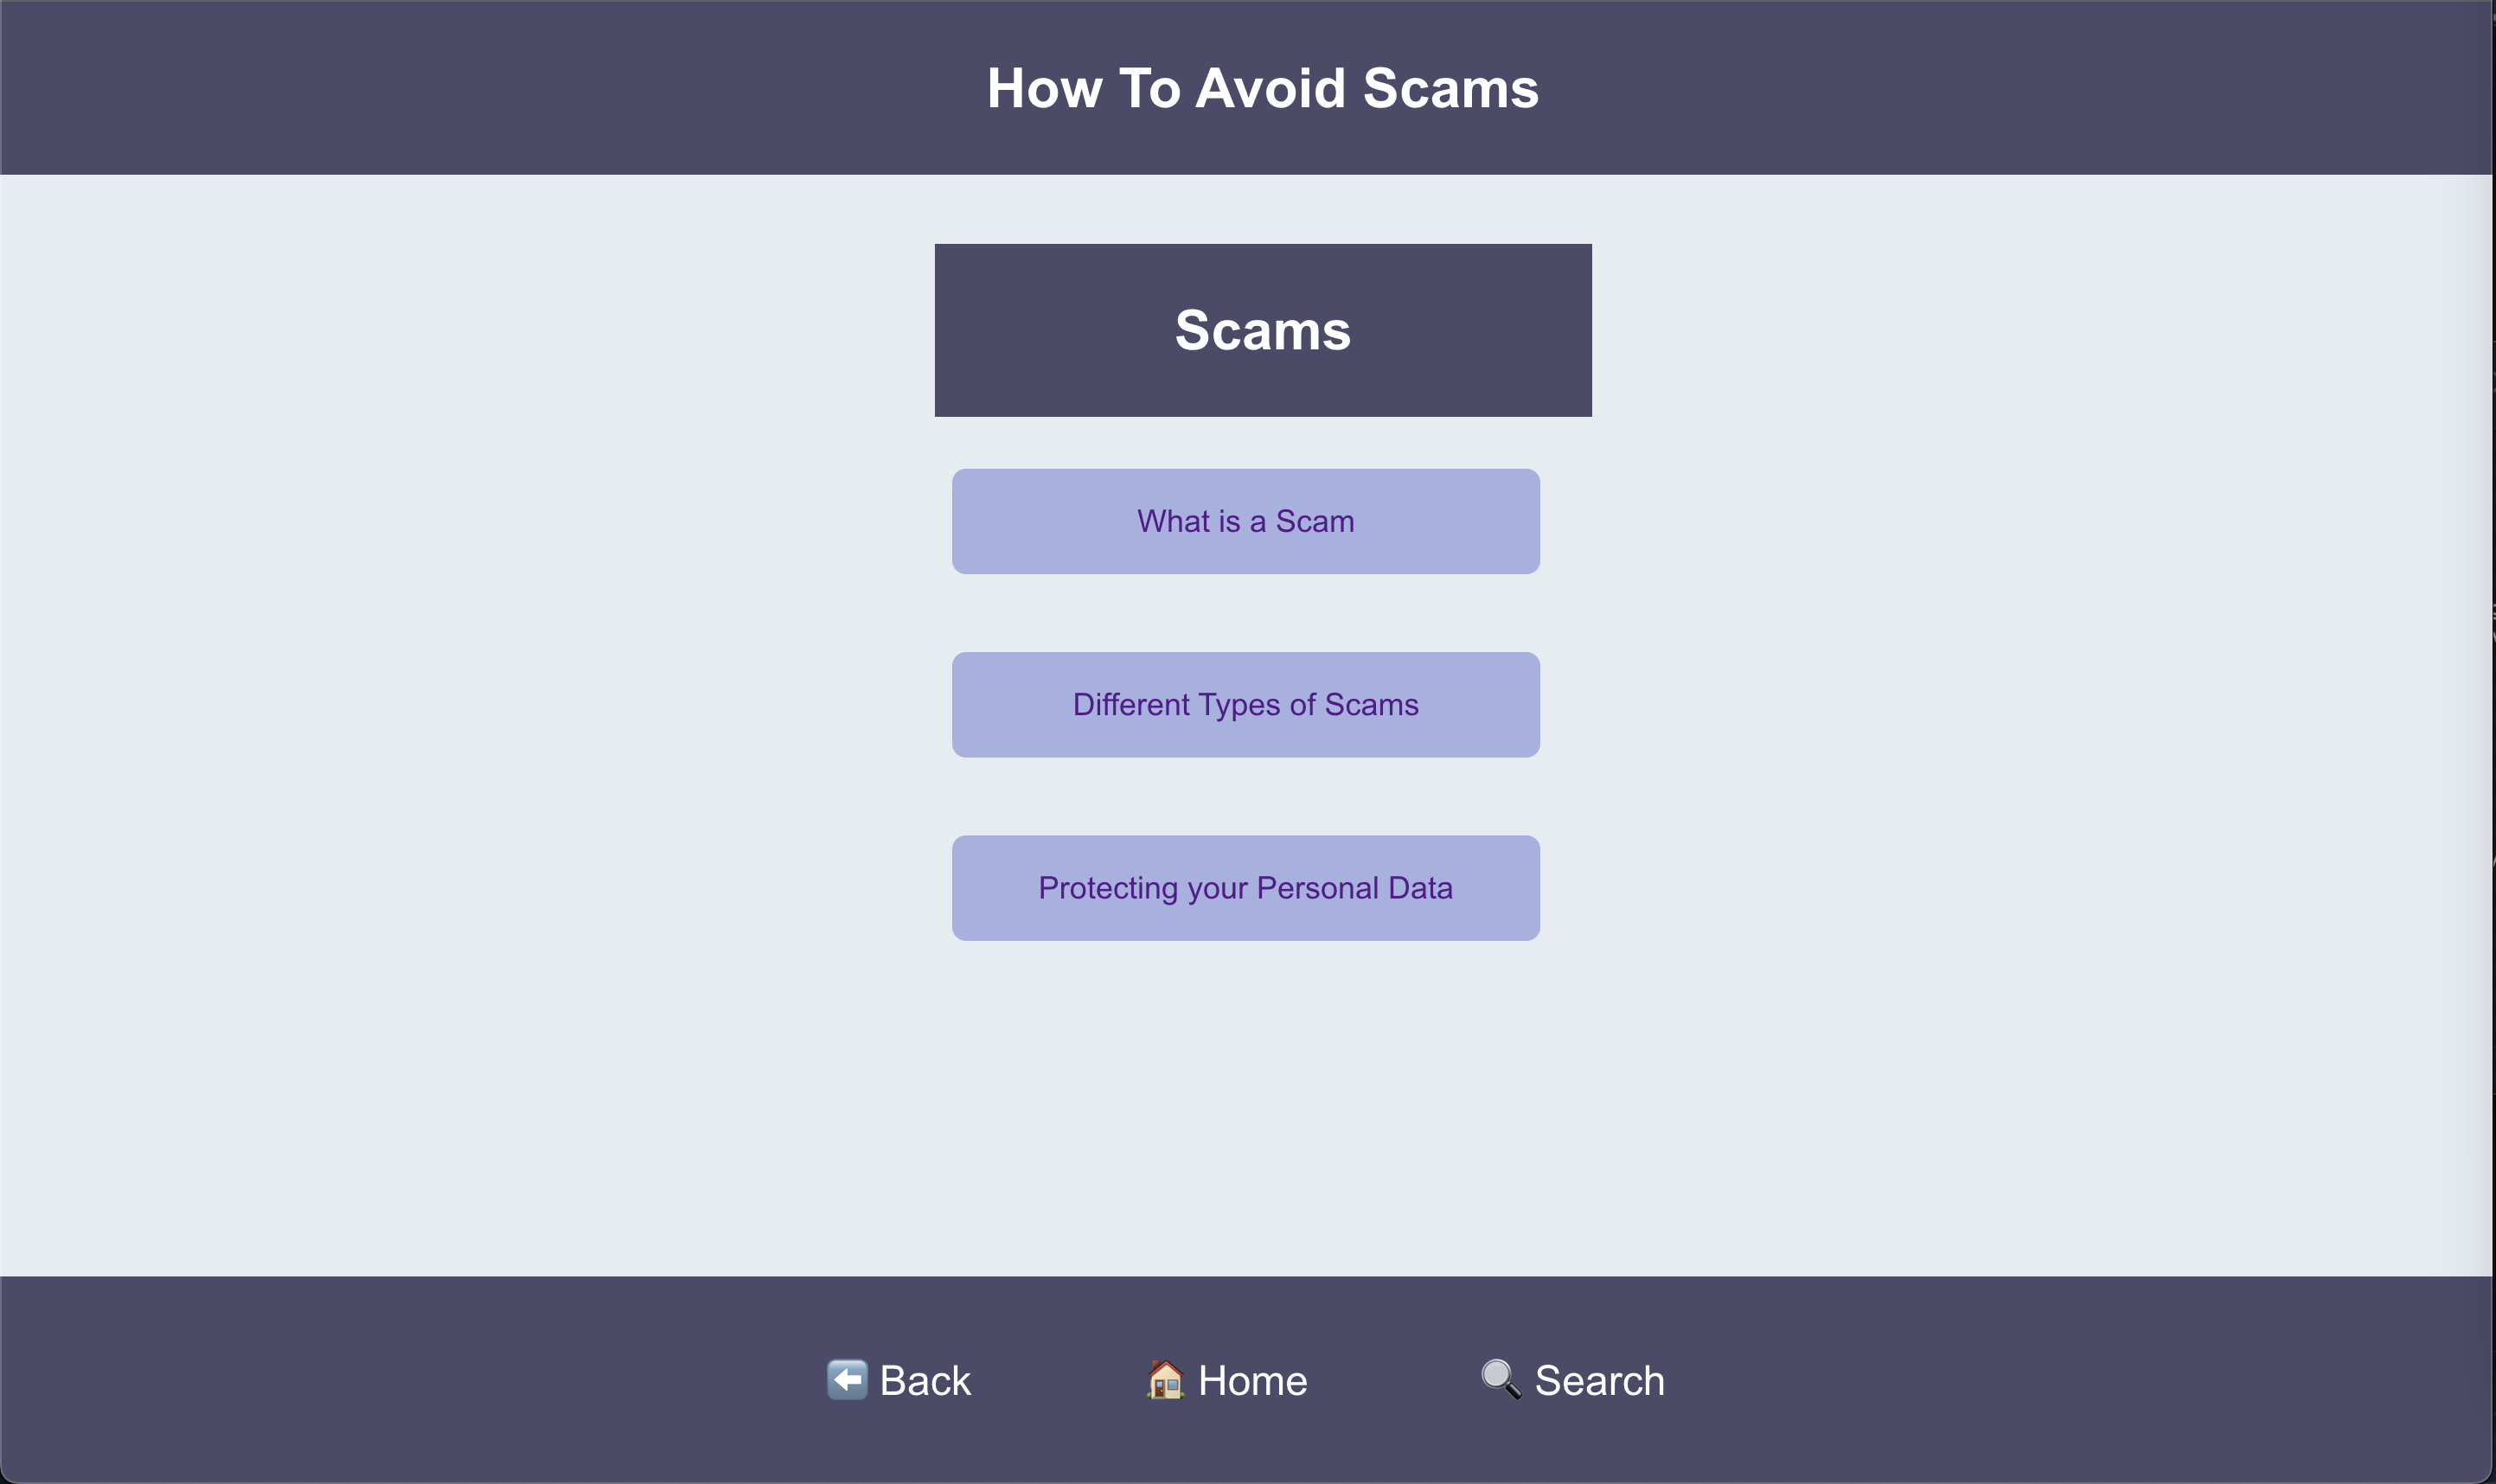 How To Avoid Scams
Scams
What is a Scam
Different Types of Scams
Protecting your Personal Data
Back
Home
Search